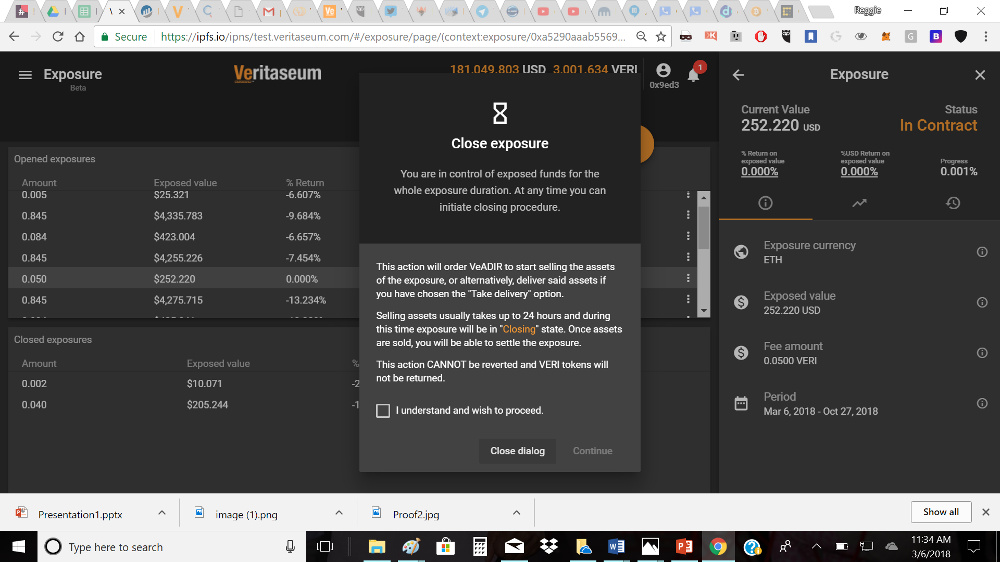 Reggie
Secure
https://ipfs.io/ipns/test.veritaseum.com/#/exposure/page/(context:exposure/0xa5290aaab5569...
Exposure
Beta
Veritaseum
181,049.803 USD 3,001.634 VERI
0x9ed3
1
Opened exposures
Amount Exposed value % Return
0.005 $25.321 -6.607%
0.845 $4,335.783 -9.684%
0.084 $423.004 -6.657%
0.845 $4,255.226 -7.454%
0.050 $252.220 0.000%
0.845 $4,275.715 -13.234%
Closed exposures
Amount Exposed value %
0.002 $10.071 -2
0.040 $205.244 -1
Close exposure
You are in control of exposed funds for the
whole exposure duration. At any time you can
initiate closing procedure.
This action will order VeADIR to start selling the assets
of the exposure, or alternatively, deliver said assets if
you have chosen the "Take delivery" option.
Selling assets usually takes up to 24 hours and during
this time exposure will be in "Closing" state. Once assets
are sold, you will be able to settle the exposure.
This action CANNOT be reverted and VERI tokens will
not be returned.
I understand and wish to proceed.
Close dialog Continue
Exposure
Current Value Status
252.220 USD In Contract
% Return on
exposed value
0.000%
%USD Return on
exposed value
0.000%
Progress
0.001%
Exposure currency
ETH
Exposed value
252.220 USD
Fee amount
0.0500 VERI
Period
Mar 6, 2018 - Oct 27, 2018
Presentation1.pptx
image (1).png
Proof2.jpg
Show all
Type here to search
11:34 AM
3/6/2018